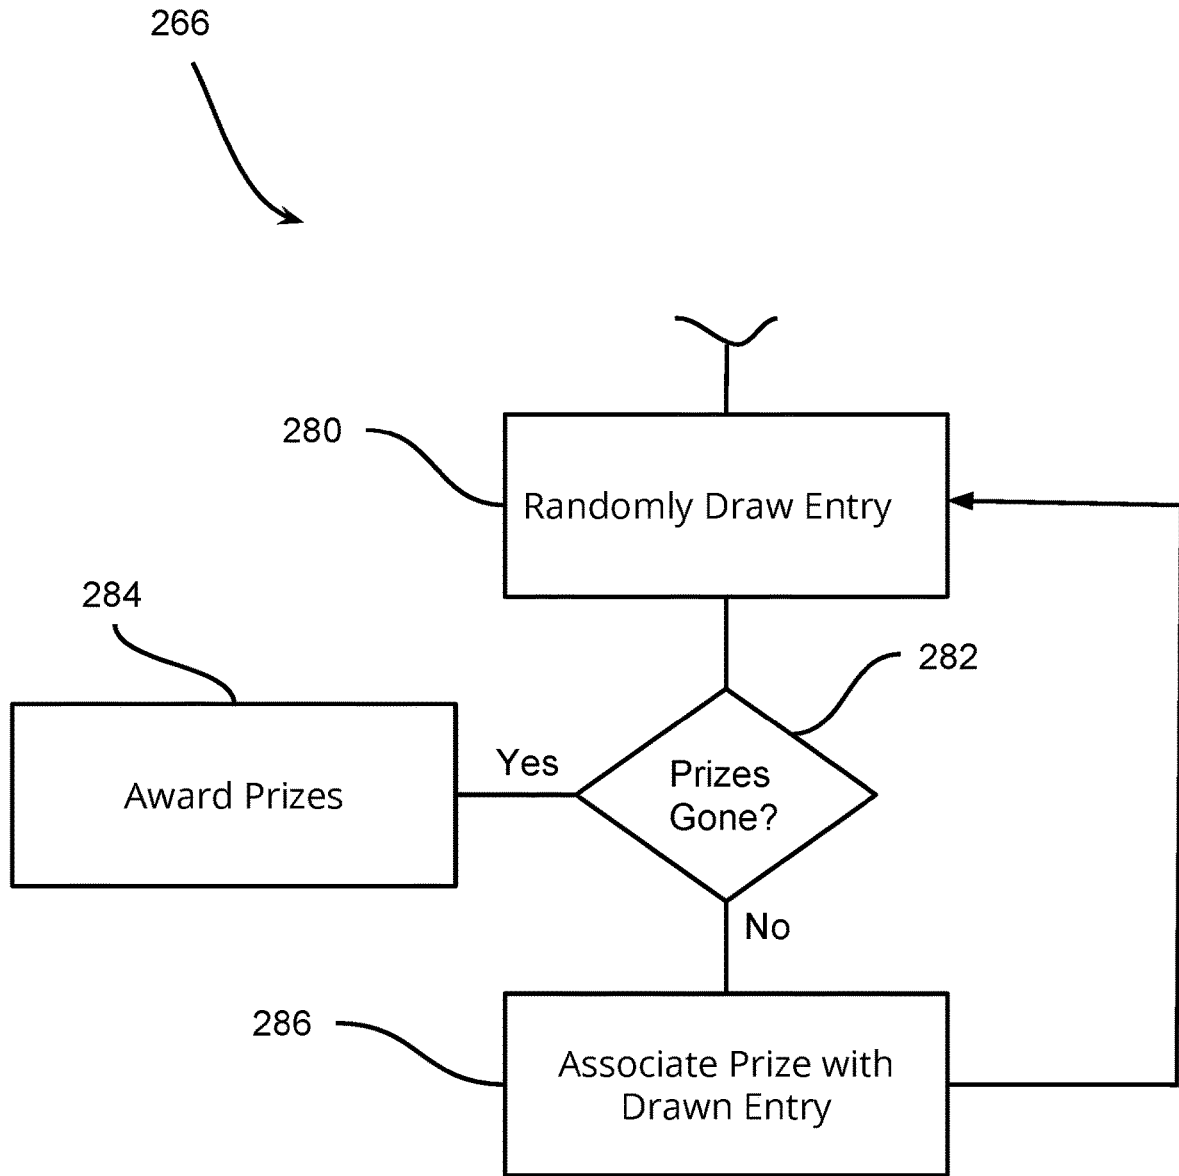 266
280
Randomly Draw Entry
284
282
Yes
Prizes
Gone?
Award Prizes
No
286
Associate Prize with
Drawn Entry